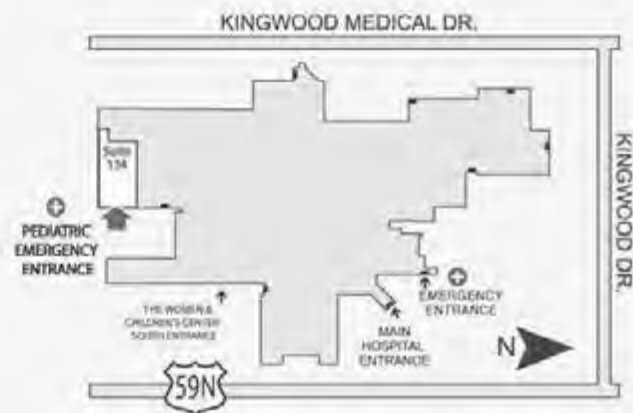 KINGWOOD MEDICAL DR.
KINGWOOD DR.
Suite
134
PEDIATRIC
EMERGENCY
ENTRANCE
THE WOMEN &
CHILDREN'S CENTER
SOUTH ENTRANCE
EMERGENCY
ENTRANCE
MAIN
HOSPITAL
ENTRANCE
N
59N